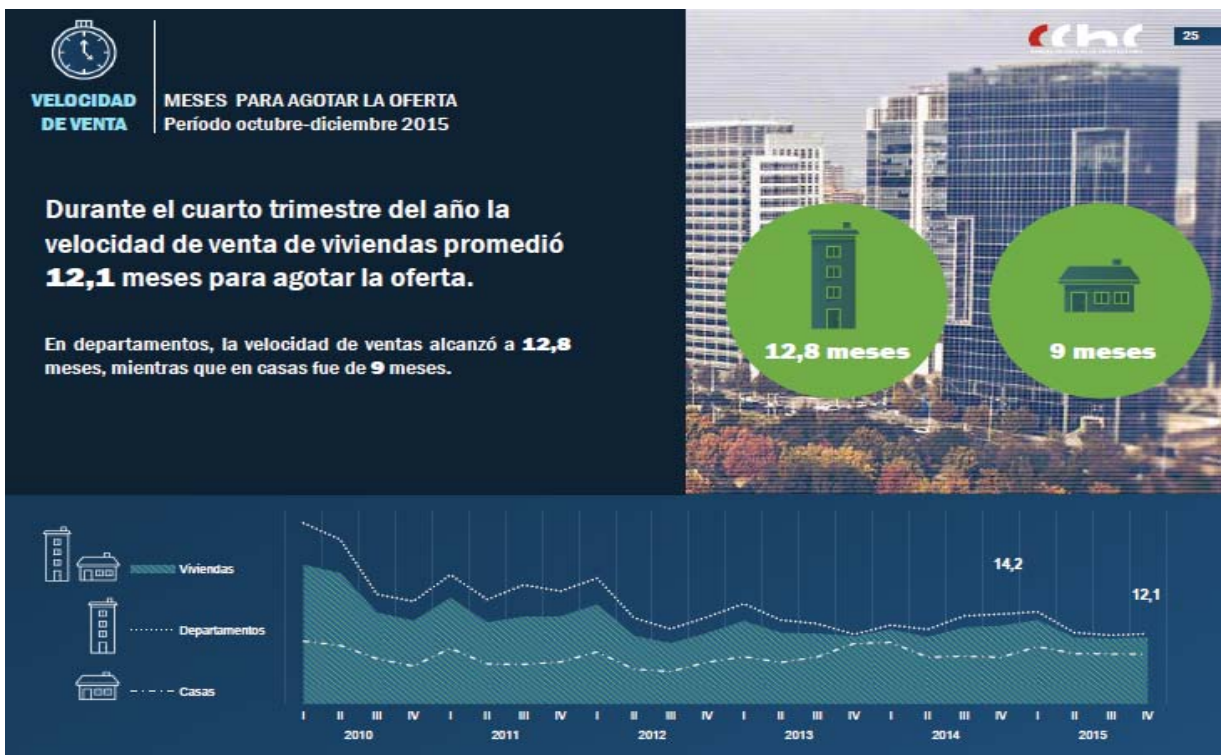 VELOCIDAD
DE VENTA
MESES PARA AGOTAR LA OFERTA
Período octubre-diciembre 2015
cchc
25
Durante el cuarto trimestre del año la
velocidad de venta de viviendas promedió
12,1 meses para agotar la oferta.
En departamentos, la velocidad de ventas alcanzó a 12,8
meses, mientras que en casas fue de 9 meses.
12,8 meses
9 meses
Viviendas
Departamentos
Casas
14,2
12,1
I II III IV I II III IV I II III IV I II III IV I II III IV I II III IV
2010 2011 2012 2013 2014 2015